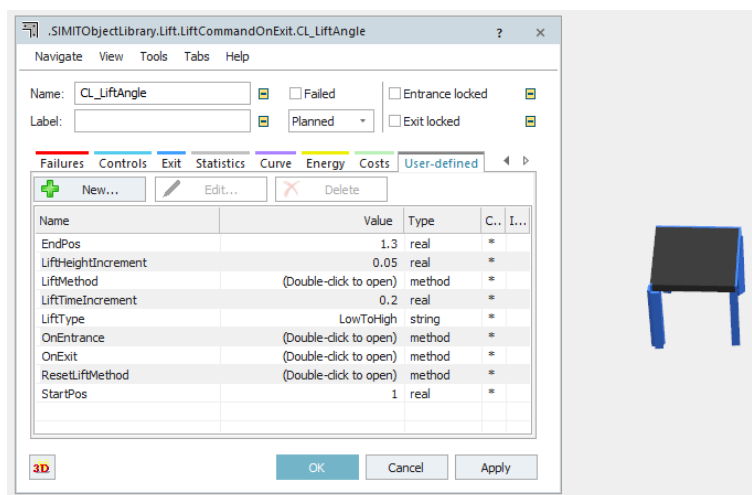 .SIMITObjectLibrary.Lift.LiftCommandOnExit.CL_LiftAngle ? ×
Navigate View Tools Tabs Help
Name: CL_LiftAngle Failed Entrance locked
Label: Planned Exit locked
Failures Controls Exit Statistics Curve Energy Costs User-defined
New... Edit... Delete
Name Value Type C.. I...
EndPos 1.3 real *
LiftHeightIncrement 0.05 real *
LiftMethod (Double-click to open) method *
LiftTimeIncrement 0.2 real *
LiftType LowToHigh string *
OnEntrance (Double-click to open) method *
OnExit (Double-click to open) method *
ResetLiftMethod (Double-click to open) method *
StartPos 1 real *
3D OK Cancel Apply